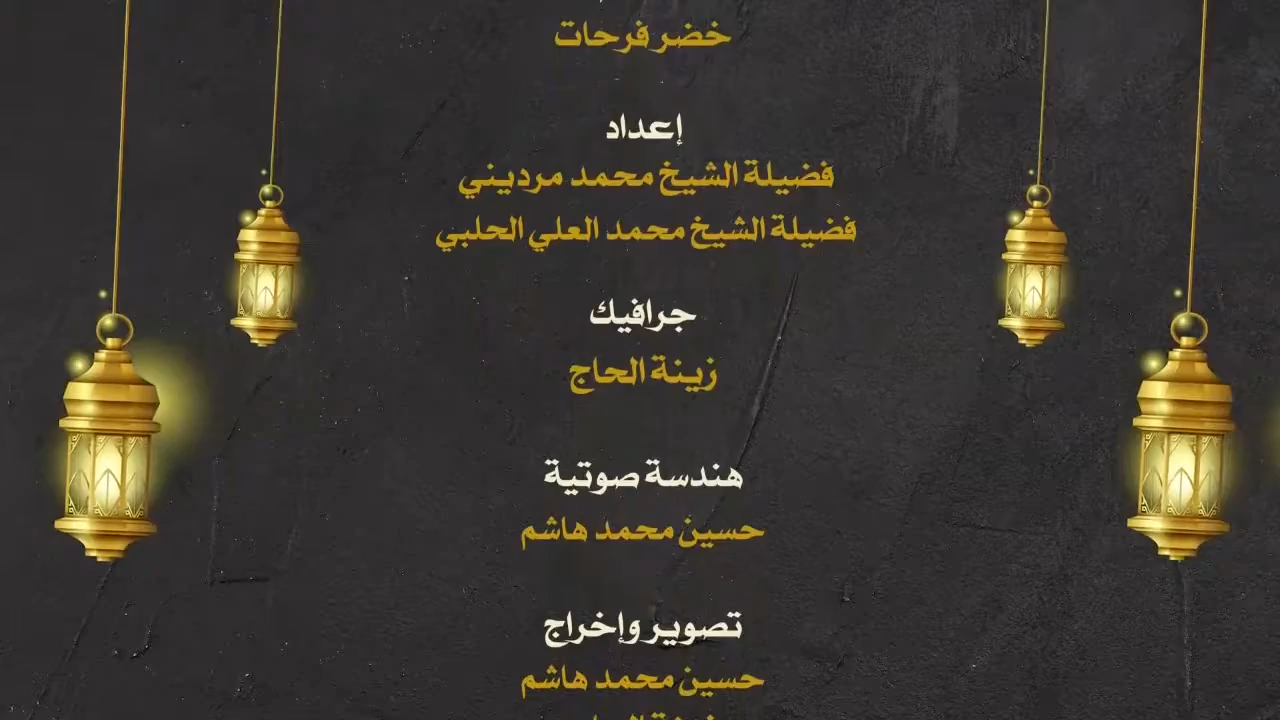 خضر فرحات
إعداد
فضيلة الشيخ محمد مرديني
فضيلة الشيخ محمد العلي الحلبي
جرافيك
زينة الحاج
هندسة صوتية
حسين محمد هاشم
تصوير وإخراج
حسين محمد هاشم